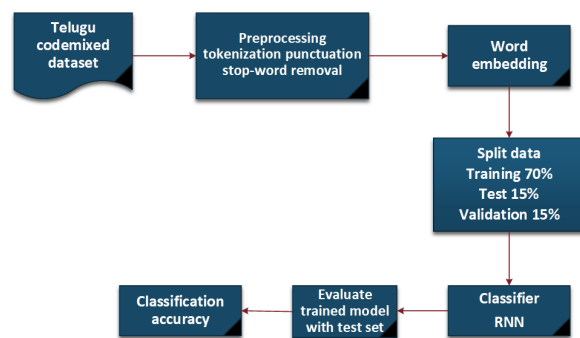 Telugu
codemixed
dataset
Preprocessing
tokenization punctuation
stop-word removal
Word
embedding
Split data
Training 70%
Test 15%
Validation 15%
Classifier
RNN
Evaluate
trained model
with test set
Classification
accuracy